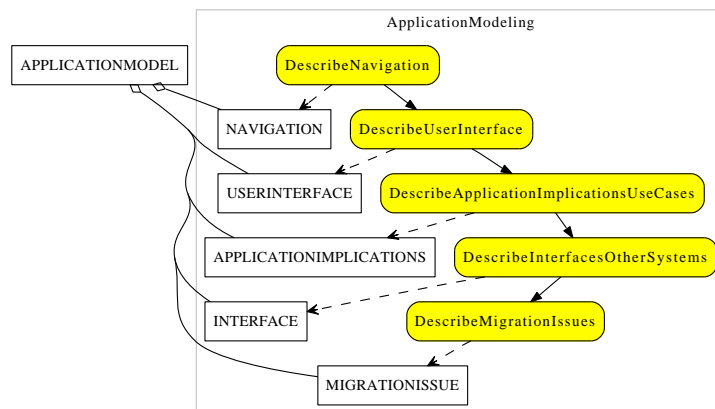 ApplicationModeling
APPLICATIONMODEL
DescribeNavigation
NAVIGATION
DescribeUserInterface
USERINTERFACE
DescribeApplicationImplicationsUseCases
APPLICATIONIMPLICATIONS
DescribeInterfacesOtherSystems
INTERFACE
DescribeMigrationIssues
MIGRATIONISSUE